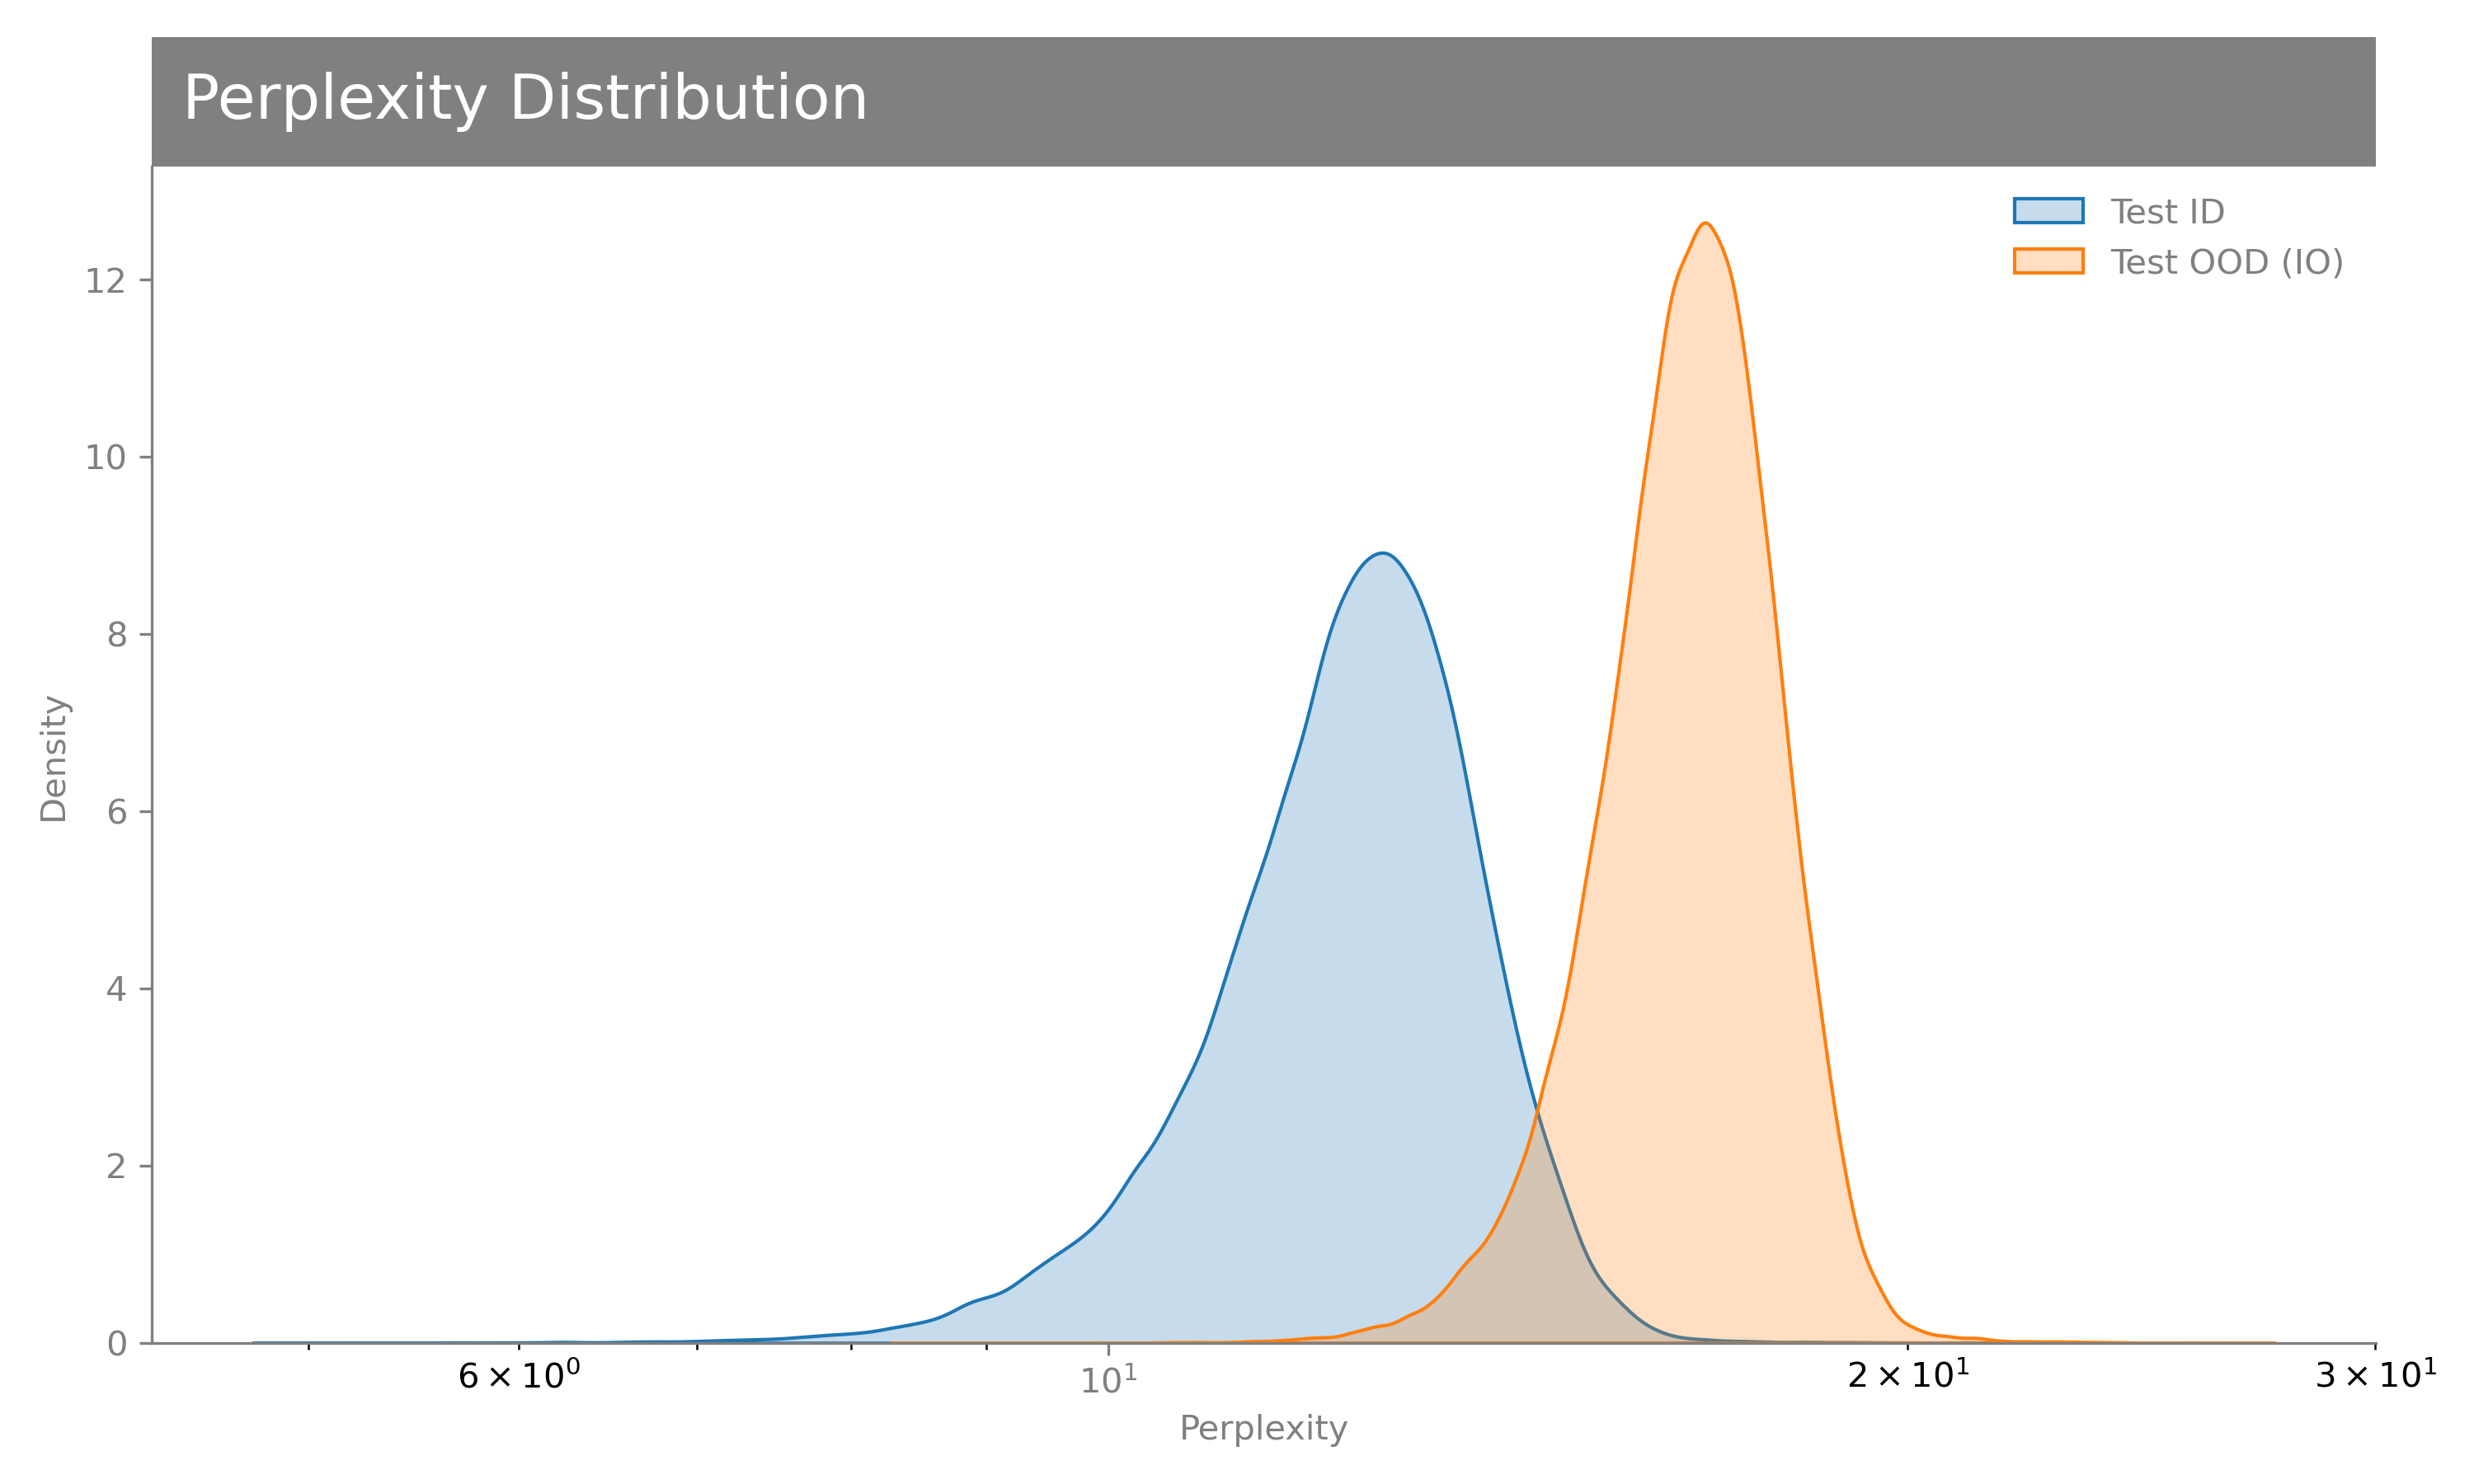 Perplexity Distribution
Test ID
Test OOD (IO)
12
10
8
6
4
2
0
Density
6 × 10⁰
10¹
2 × 10¹
3 × 10¹
Perplexity